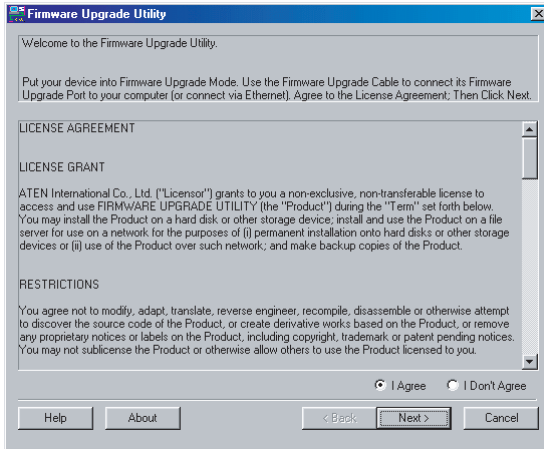 Firmware Upgrade Utility
Welcome to the Firmware Upgrade Utility.
Put your device into Firmware Upgrade Mode. Use the Firmware Upgrade Cable to connect its Firmware
Upgrade Port to your computer (or connect via Ethernet). Agree to the License Agreement; Then Click Next.
LICENSE AGREEMENT
LICENSE GRANT
ATEN International Co., Ltd. ("Licensor") grants to you a non-exclusive, non-transferable license to
access and use FIRMWARE UPGRADE UTILITY (the "Product") during the "Term" set forth below.
You may install the Product on a hard disk or other storage device; install and use the Product on a file
server for use on a network for the purposes of (i) permanent installation onto hard disks or other storage
devices or (ii) use of the Product over such network; and make backup copies of the Product.
RESTRICTIONS
You agree not to modify, adapt, translate, reverse engineer, recompile, disassemble or otherwise attempt
to discover the source code of the Product, or create derivative works based on the Product, or remove
any proprietary notices or labels on the Product, including copyright, trademark or patent pending notices.
You may not sublicense the Product or otherwise allow others to use the Product licensed to you.
I Agree I Don't Agree
Help About < Back Next > Cancel